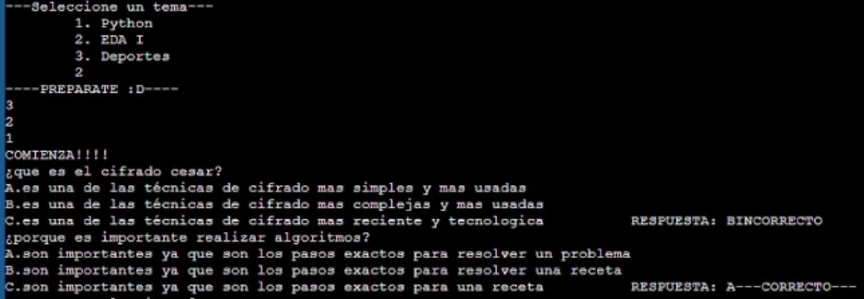 ---Seleccione un tema---
1. Python
2. EDA I
3. Deportes
2
----PREPARATE :D----
3
2
1
COMIENZA!!!!
¿que es el cifrado cesar?
A.es una de las técnicas de cifrado mas simples y mas usadas
B.es una de las técnicas de cifrado mas complejas y mas usadas
C.es una de las técnicas de cifrado mas reciente y tecnologica RESPUESTA: BINCORRECTO
¿porque es importante realizar algoritmos?
A.son importantes ya que son los pasos exactos para resolver un problema
B.son importantes ya que son los pasos exactos para resolver una receta
C.son importantes ya que son los pasos exactos para una receta RESPUESTA: A---CORRECTO---